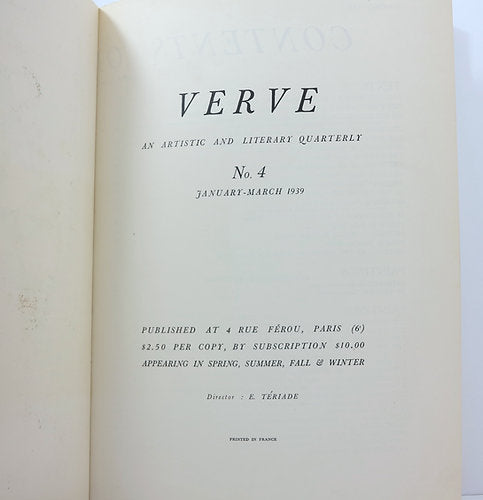 VERVE
AN ARTISTIC AND LITERARY QUARTERLY
No. 4
JANUARY-MARCH 1939
PUBLISHED AT 4 RUE FÉROU, PARIS (6e)
$2.50 PER COPY, BY SUBSCRIPTION $10.00
APPEARING IN SPRING, SUMMER, FALL & WINTER
Director : E. TÉRIADE
PRINTED IN FRANCE